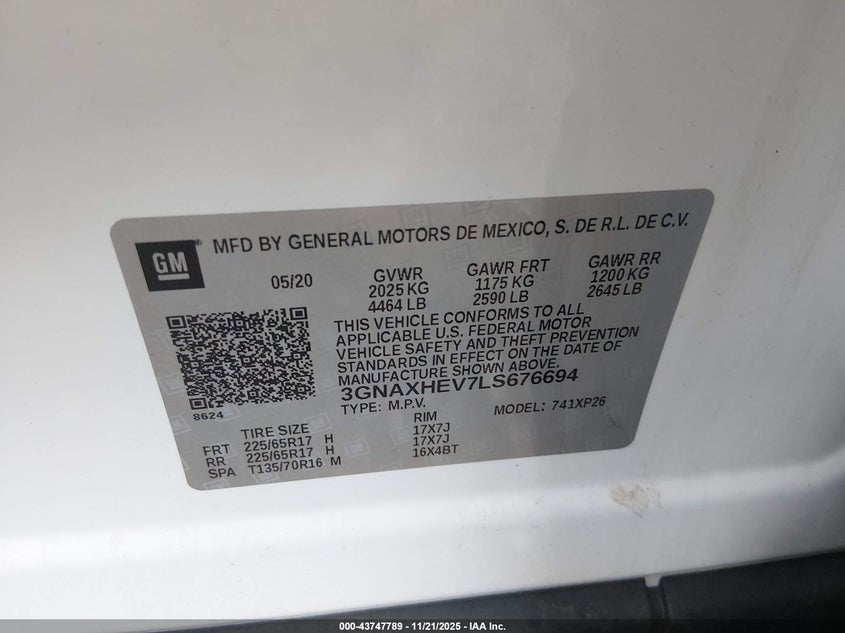 GM
MFD BY GENERAL MOTORS DE MEXICO, S. DE R.L. DE C.V.
05/20
GVWR
2025 KG
4464 LB
GAWR FRT
1175 KG
2590 LB
GAWR RR
1200 KG
2645 LB
THIS VEHICLE CONFORMS TO ALL
APPLICABLE U.S. FEDERAL MOTOR
VEHICLE SAFETY AND THEFT PREVENTION
STANDARDS IN EFFECT ON THE DATE OF
MANUFACTURE SHOWN ABOVE.
3GNAXHEV7LS676694
TYPE: M.P.V.
MODEL: 741XP26
8624
TIRE SIZE RIM
FRT 225/65R17 H 17X7J
RR 225/65R17 H 17X7J
SPA T135/70R16 M 16X4BT
000-43747789 - 11/21/2025 - IAA Inc.